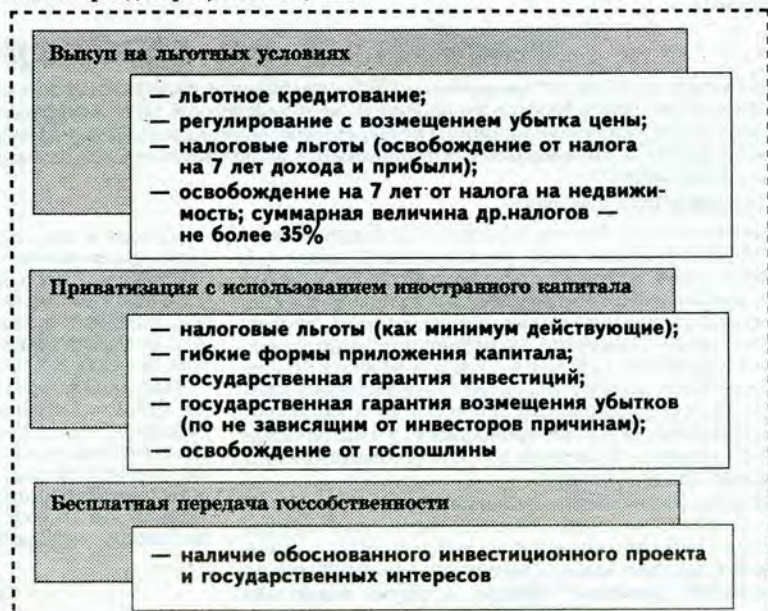 Выкуп на льготных условиях
— льготное кредитование;
— регулирование с возмещением убытка цены;
— налоговые льготы (освобождение от налога
на 7 лет дохода и прибыли);
— освобождение на 7 лет от налога на недвижи-
мость; суммарная величина др.налогов —
не более 35%
Приватизация с использованием иностранного капитала
— налоговые льготы (как минимум действующие);
— гибкие формы приложения капитала;
— государственная гарантия инвестиций;
— государственная гарантия возмещения убытков
(по не зависящим от инвесторов причинам);
— освобождение от госпошлины
Бесплатная передача госсобственности
— наличие обоснованного инвестиционного проекта
и государственных интересов